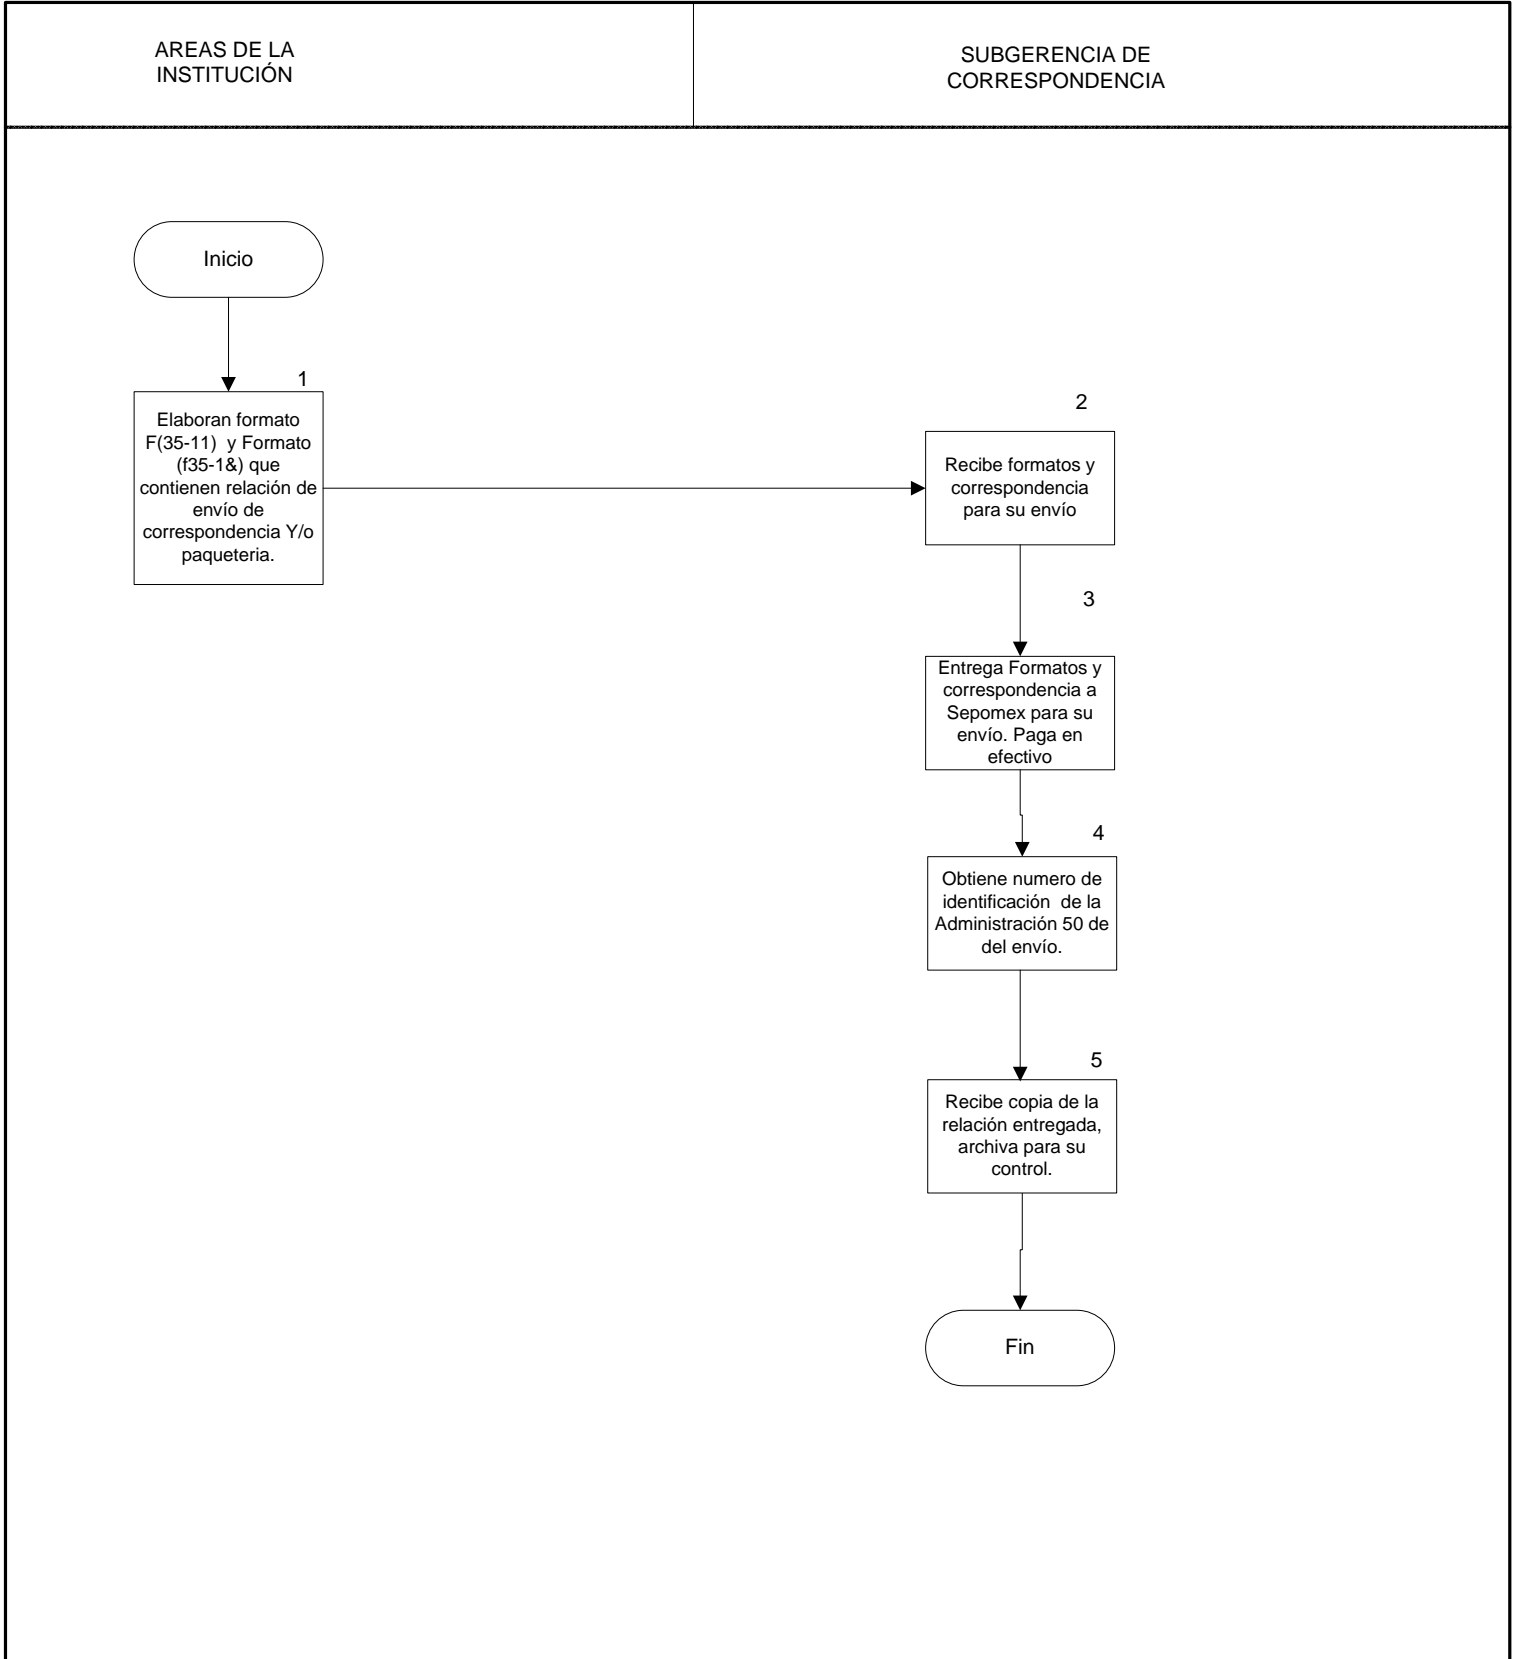 AREAS DE LA
INSTITUCIÓN
SUBGERENCIA DE
CORRESPONDENCIA
Inicio
1
Elaboran formato
F(35-11) y Formato
(f35-1&) que
contienen relación de
envío de
correspondencia Y/o
paqueteria.
2
Recibe formatos y
correspondencia
para su envío
3
Entrega Formatos y
correspondencia a
Sepomex para su
envío. Paga en
efectivo
4
Obtiene numero de
identificación de la
Administración 50 de
del envío.
5
Recibe copia de la
relación entregada,
archiva para su
control.
Fin